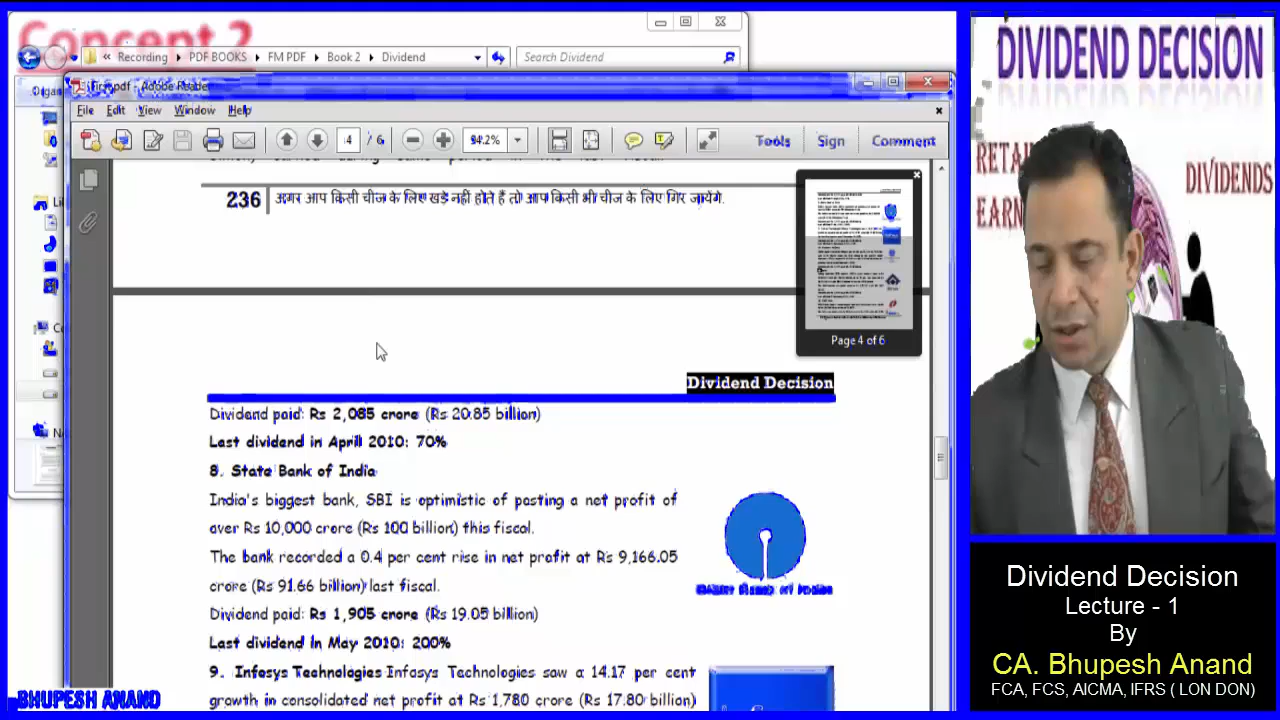 Concept 2
« Recording ▸ PDF BOOKS ▸ FM PDF ▸ Book 2 ▸ Dividend
Search Dividend
Adobe Reader
File Edit View Window Help
4 / 6
94.2%
Tools Sign Comment
236 अगर आप किसी चीज के लिए खड़े नहीं होते हैं तो आप किसी भी चीज के लिए गिर जायेंगे.
Page 4 of 6
Dividend Decision
Dividend paid: Rs 2,085 crore (Rs 20.85 billion)
Last dividend in April 2010: 70%
8. State Bank of India
India's biggest bank, SBI is optimistic of posting a net profit of
over Rs 10,000 crore (Rs 100 billion) this fiscal.
The bank recorded a 0.4 per cent rise in net profit at Rs 9,166.05
crore (Rs 91.66 billion) last fiscal.
Dividend paid: Rs 1,905 crore (Rs 19.05 billion)
Last dividend in May 2010: 200%
9. Infosys Technologies Infosys Technologies saw a 14.17 per cent
growth in consolidated net profit at Rs 1,780 crore (Rs 17.80 billion)
BHUPESH ANAND
DIVIDEND DECISION
DIVIDENDS
Dividend Decision
Lecture - 1
By
CA. Bhupesh Anand
FCA, FCS, AICMA, IFRS ( LON DON)